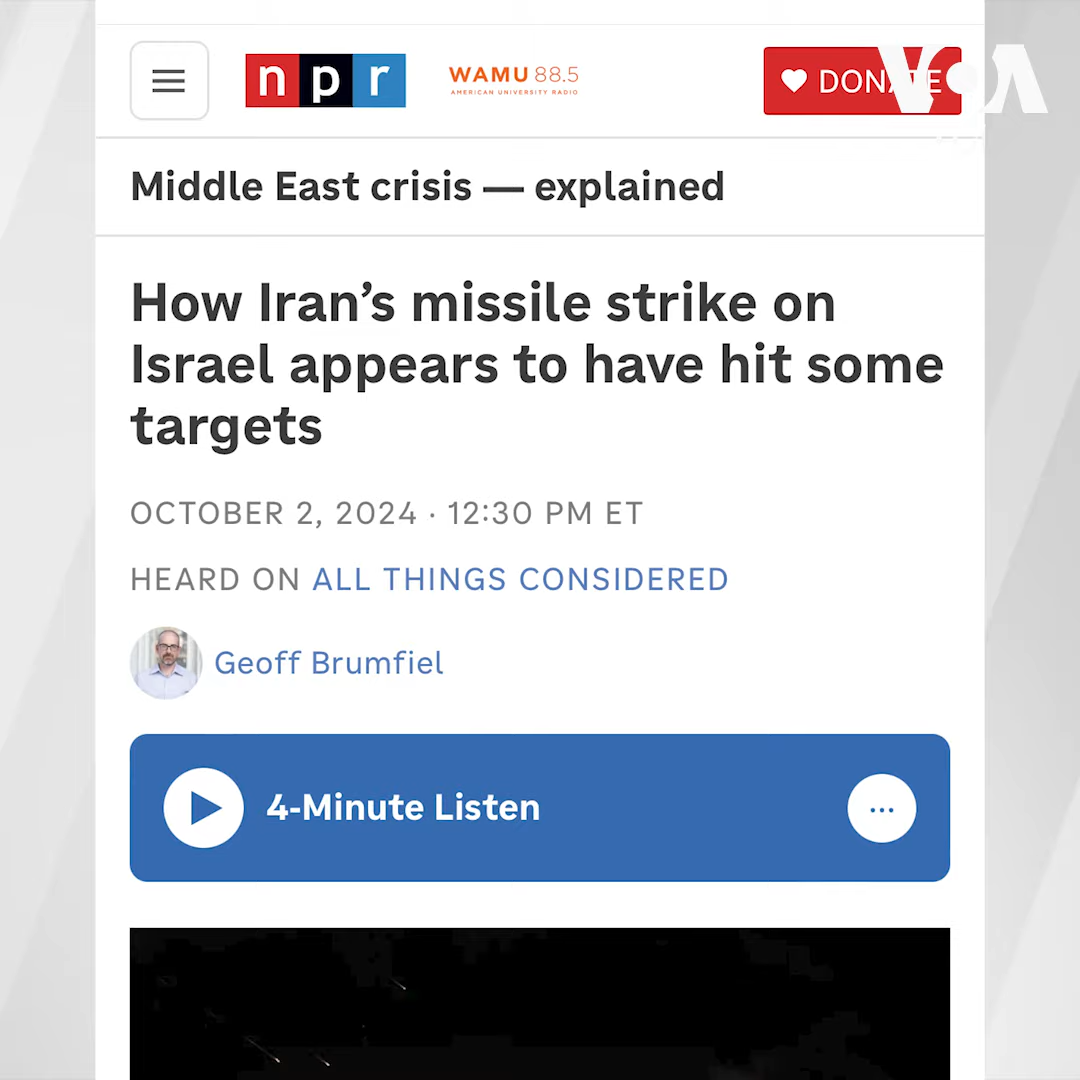 npr
WAMU 88.5
AMERICAN UNIVERSITY RADIO
DONATE
VOA
Middle East crisis — explained
How Iran’s missile strike on
Israel appears to have hit some
targets
OCTOBER 2, 2024 · 12:30 PM ET
HEARD ON ALL THINGS CONSIDERED
Geoff Brumfiel
4-Minute Listen